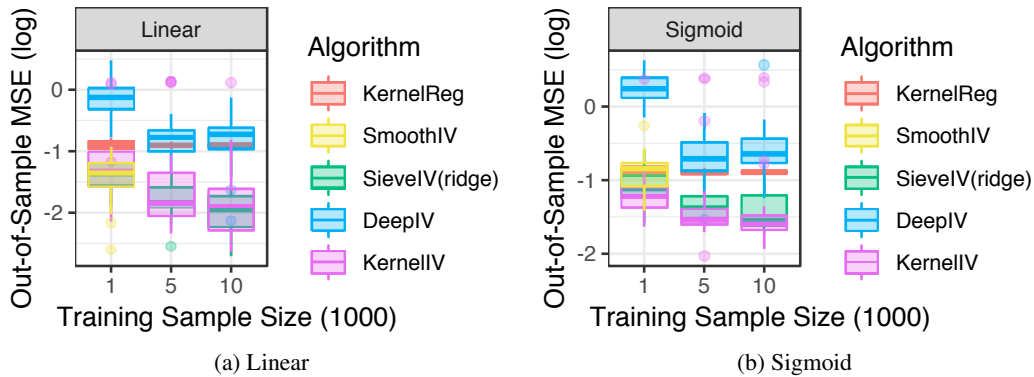 Linear
Out-of-Sample MSE (log)
0
-1
-2
1 5 10
Training Sample Size (1000)
Algorithm
KernelReg
SmoothIV
SieveIV(ridge)
DeepIV
KernelIV
(a) Linear
Sigmoid
Out-of-Sample MSE (log)
0
-1
-2
1 5 10
Training Sample Size (1000)
Algorithm
KernelReg
SmoothIV
SieveIV(ridge)
DeepIV
KernelIV
(b) Sigmoid